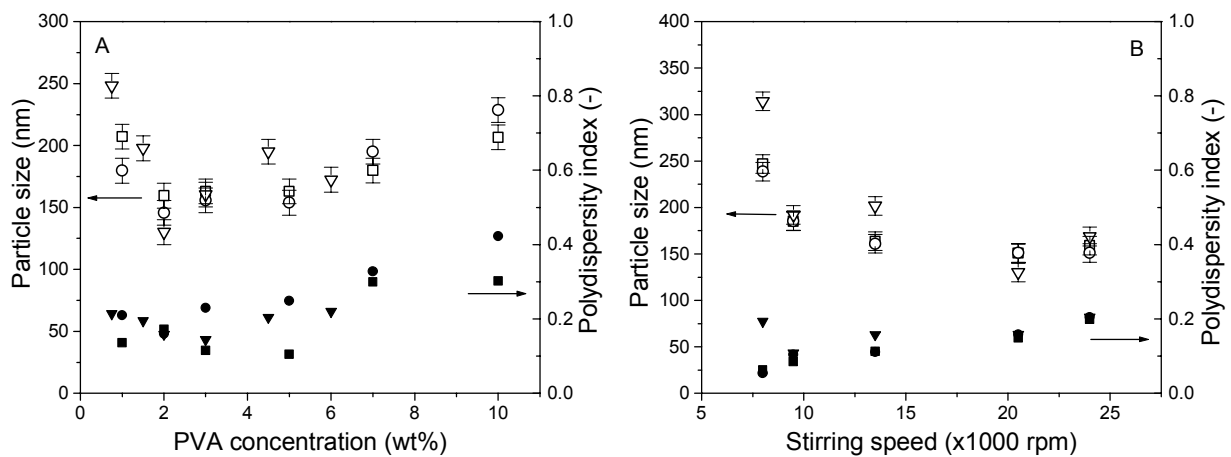 A
Particle size (nm)
300
250
200
150
100
50
0
0 2 4 6 8 10
PVA concentration (wt%)
1.0
0.8
0.6
0.4
0.2
0.0
Polydispersity index (-)
B
Particle size (nm)
400
350
300
250
200
150
100
50
0
5 10 15 20 25
Stirring speed (x1000 rpm)
1.0
0.8
0.6
0.4
0.2
0.0
Polydispersity index (-)